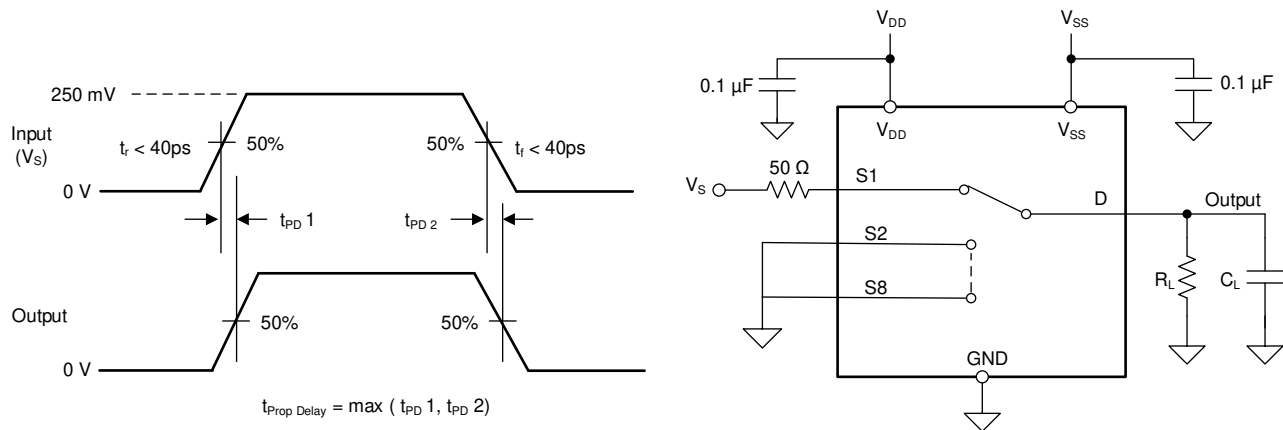 250 mV
Input
(VS)
tr < 40ps
50%
50%
tf < 40ps
0 V
tPD 1
tPD 2
Output
50%
50%
0 V
tProp Delay = max ( tPD 1, tPD 2)
VDD
VSS
0.1 µF
0.1 µF
VDD
VSS
50 Ω
VS
S1
D
Output
S2
S8
RL
CL
GND